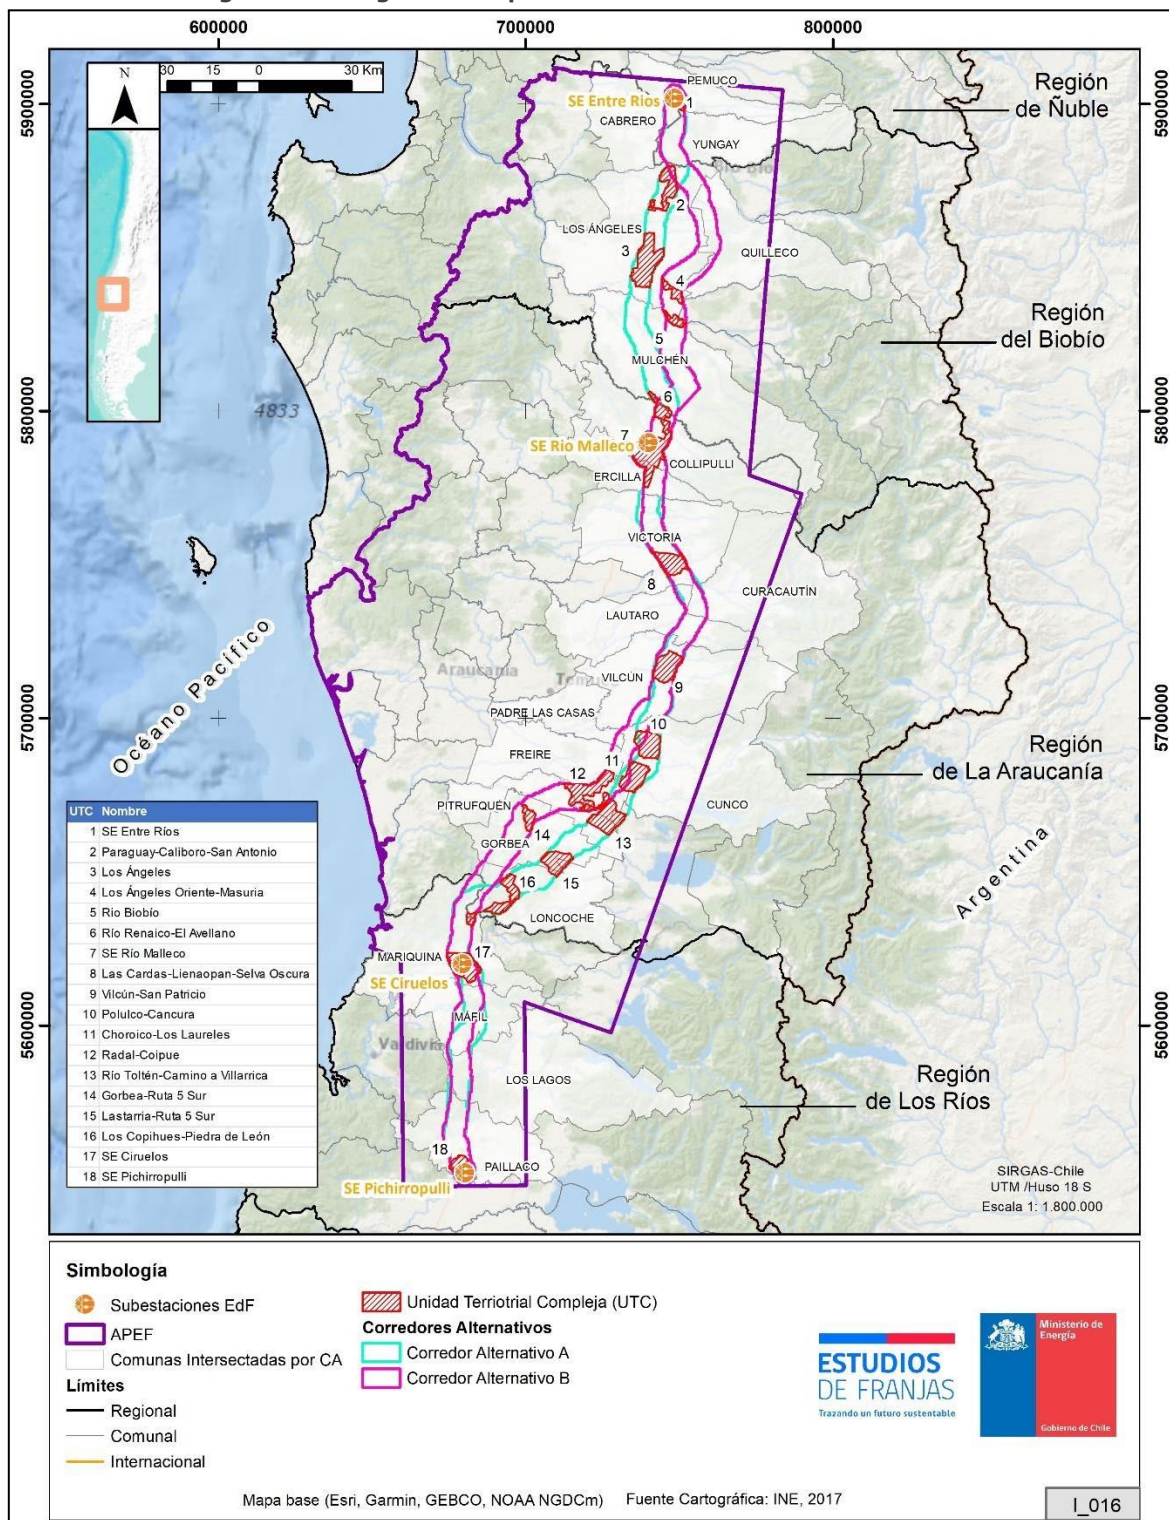 600000
700000
800000
N
30 15 0 30 Km
PEMUCO
SE Entre Ríos
1
CABRERO
YUNGAY
Región
de Ñuble
5900000
5900000
2
LOS ÁNGELES
3
QUILLECO
4
5
MULCHÉN
Región
del Biobío
4833
5800000
5800000
6
7
SE Río Malleco
COLLIPULLI
ERCILLA
VICTORIA
8
CURACAUTÍN
LAUTARO
Océano Pacífico
Araucanía
Temuco
VILCÚN
9
PADRE LAS CASAS
5700000
5700000
10
FREIRE
11
12
Región
de La Araucanía
PITRUFQUÉN
CUNCO
14
GORBEA
13
15
16
LONCOCHE
Argentina
UTC Nombre
1 SE Entre Ríos
2 Paraguay-Caliboro-San Antonio
3 Los Ángeles
4 Los Ángeles Oriente-Masuria
5 Rio Biobío
6 Río Renaico-El Avellano
7 SE Río Malleco
8 Las Cardas-Lienaopan-Selva Oscura
9 Vilcún-San Patricio
10 Polulco-Cancura
11 Choroico-Los Laureles
12 Radal-Coipue
13 Río Toltén-Camino a Villarrica
14 Gorbea-Ruta 5 Sur
15 Lastarria-Ruta 5 Sur
16 Los Copihues-Piedra de León
17 SE Ciruelos
18 SE Pichirropulli
MARIQUINA
17
SE Ciruelos
MÁFIL
5600000
5600000
Valdivia
LOS LAGOS
Región
de Los Ríos
18
PAILLACO
SE Pichirropulli
SIRGAS-Chile
UTM /Huso 18 S
Escala 1: 1.800.000
Simbología
Subestaciones EdF
APEF
Comunas Intersectadas por CA
Límites
Regional
Comunal
Internacional
Unidad Terriotrial Compleja (UTC)
Corredores Alternativos
Corredor Alternativo A
Corredor Alternativo B
ESTUDIOS
DE FRANJAS
Trazando un futuro sustentable
Ministerio de
Energía
Gobierno de Chile
Mapa base (Esri, Garmin, GEBCO, NOAA NGDCm) Fuente Cartográfica: INE, 2017
I_016